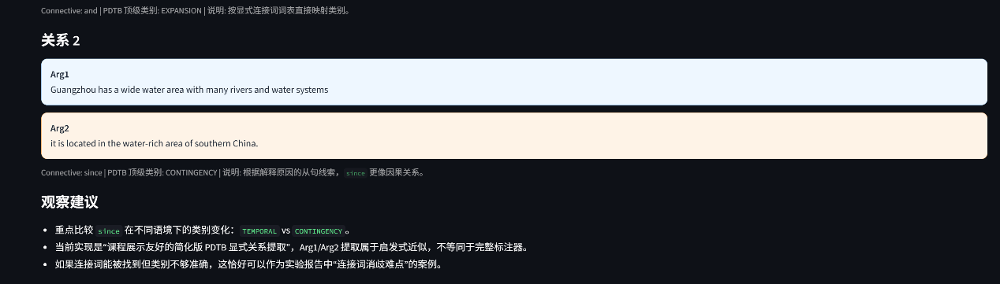 Connective: and | PDTB 顶级类别: EXPANSION | 说明: 按显式连接词词表直接映射类别。
关系 2
Arg1
Guangzhou has a wide water area with many rivers and water systems
Arg2
it is located in the water-rich area of southern China.
Connective: since | PDTB 顶级类别: CONTINGENCY | 说明: 根据解释原因的从句线索，since 更像因果关系。
观察建议
• 重点比较 since 在不同语境下的类别变化：TEMPORAL vs CONTINGENCY。
• 当前实现是“课程展示友好的简化版 PDTB 显式关系提取”，Arg1/Arg2 提取属于启发式近似，不等同于完整标注器。
• 如果连接词能被找到但类别不够准确，这恰好可以作为实验报告中“连接词消歧难点”的案例。